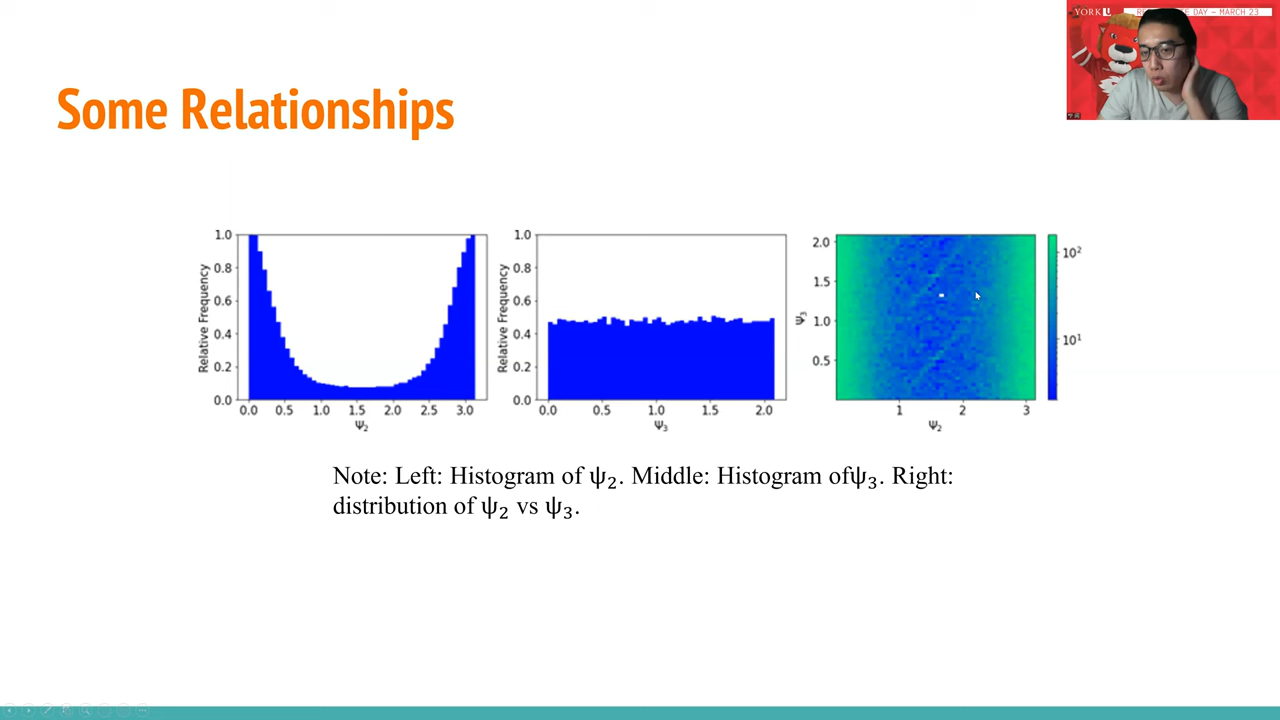 YORK U
DAY – MARCH 23
Some Relationships
1.0
0.8
0.6
0.4
0.2
0.0
Relative Frequency
0.0 0.5 1.0 1.5 2.0 2.5 3.0
Ψ₂
1.0
0.8
0.6
0.4
0.2
0.0
Relative Frequency
0.0 0.5 1.0 1.5 2.0
Ψ₃
2.0
1.5
1.0
0.5
Ψ₃
1 2 3
Ψ₂
10²
10¹
Note: Left: Histogram of ψ₂. Middle: Histogram ofψ₃. Right:
distribution of ψ₂ vs ψ₃.